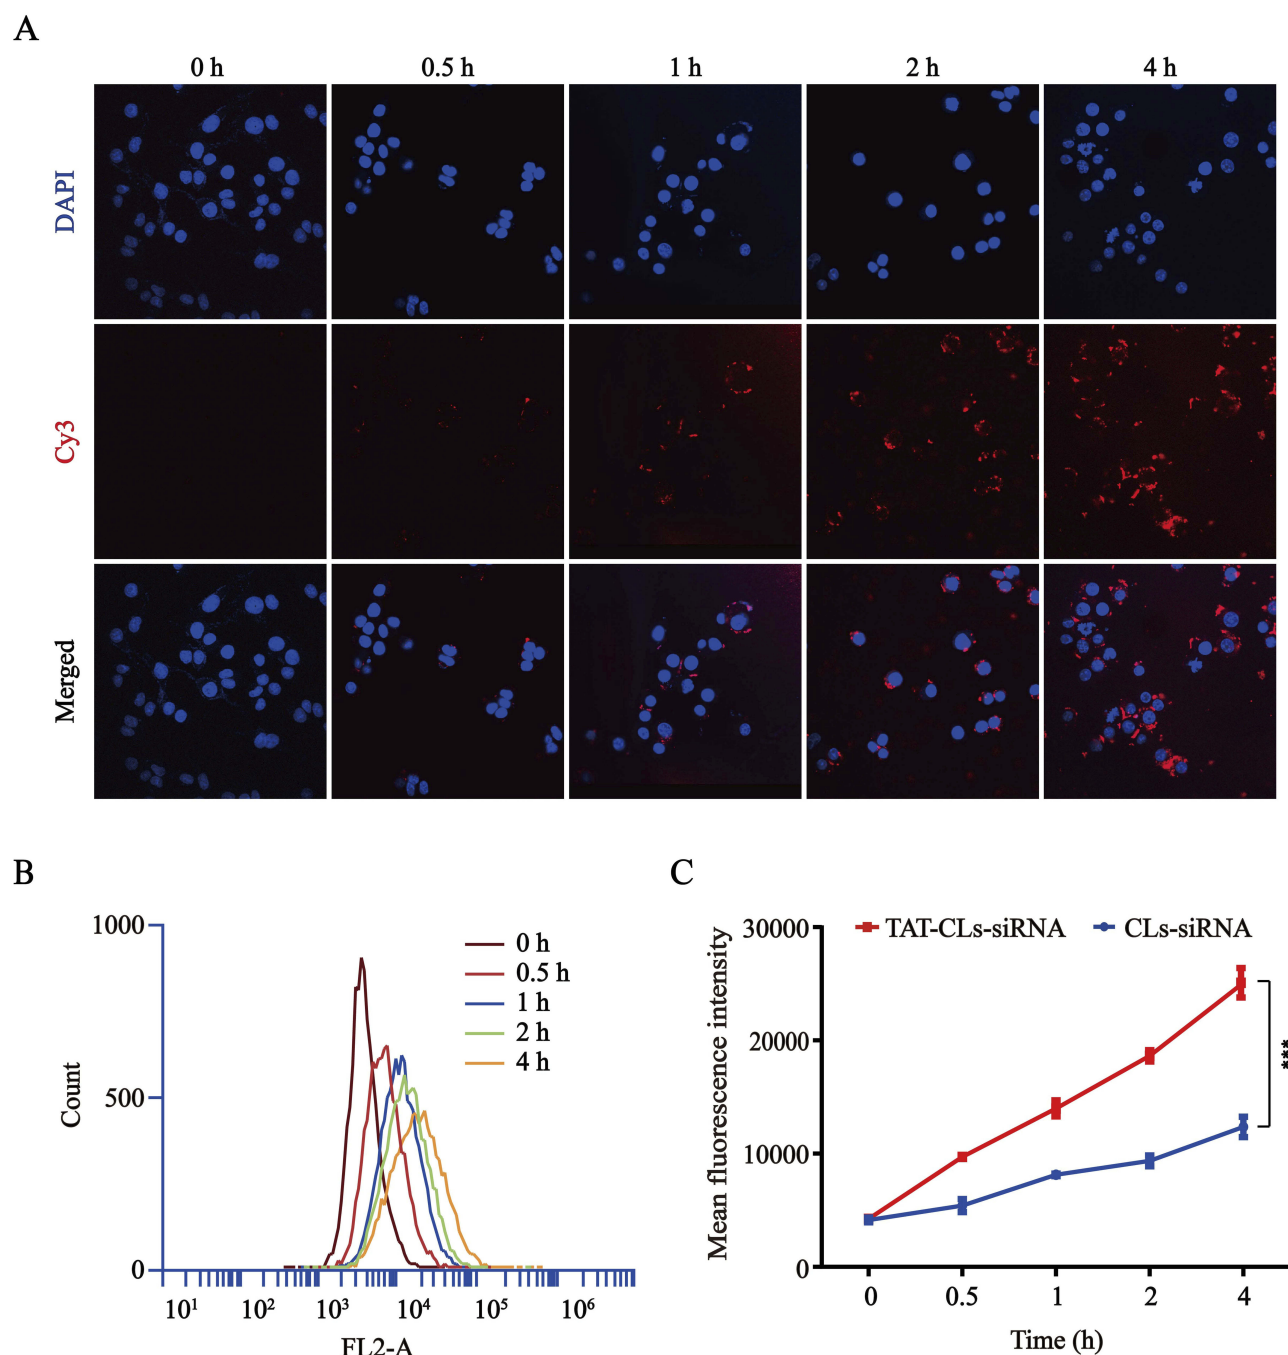 A
0 h 0.5 h 1 h 2 h 4 h
DAPI
Cy3
Merged
B
1000
500
0
Count
0 h
0.5 h
1 h
2 h
4 h
10¹ 10² 10³ 10⁴ 10⁵ 10⁶
FL2-A
C
TAT-CLs-siRNA CLs-siRNA
30000
20000
10000
0
Mean fluorescence intensity
***
0 0.5 1 2 4
Time (h)